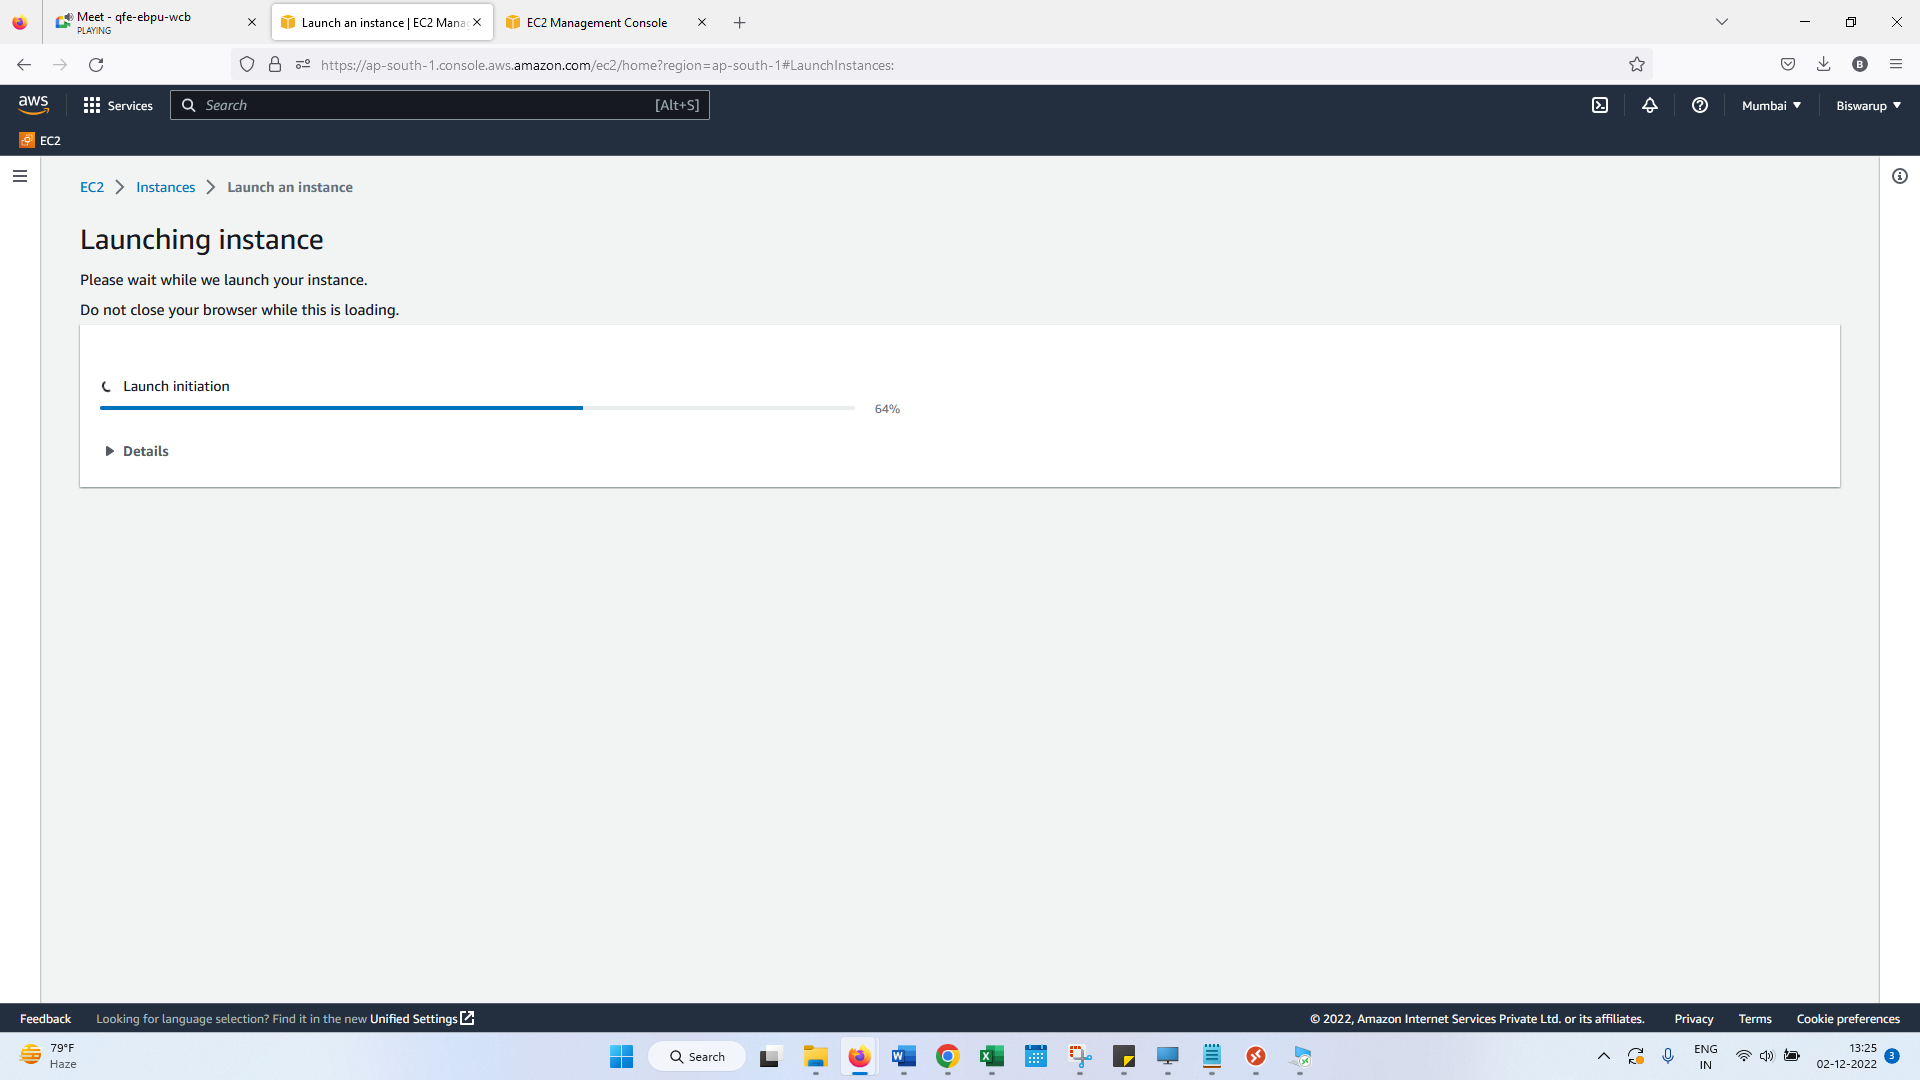 Meet - qfe-ebpu-wcb
PLAYING
Launch an instance | EC2 Mana
EC2 Management Console
https://ap-south-1.console.aws.amazon.com/ec2/home?region=ap-south-1#LaunchInstances:
B
aws
Services
Search
[Alt+S]
Mumbai
Biswarup
EC2
EC2
Instances
Launch an instance
Launching instance
Please wait while we launch your instance.
Do not close your browser while this is loading.
Launch initiation
64%
Details
Feedback
Looking for language selection? Find it in the new Unified Settings
© 2022, Amazon Internet Services Private Ltd. or its affiliates.
Privacy
Terms
Cookie preferences
79°F
Haze
Search
ENG
IN
13:25
02-12-2022
3